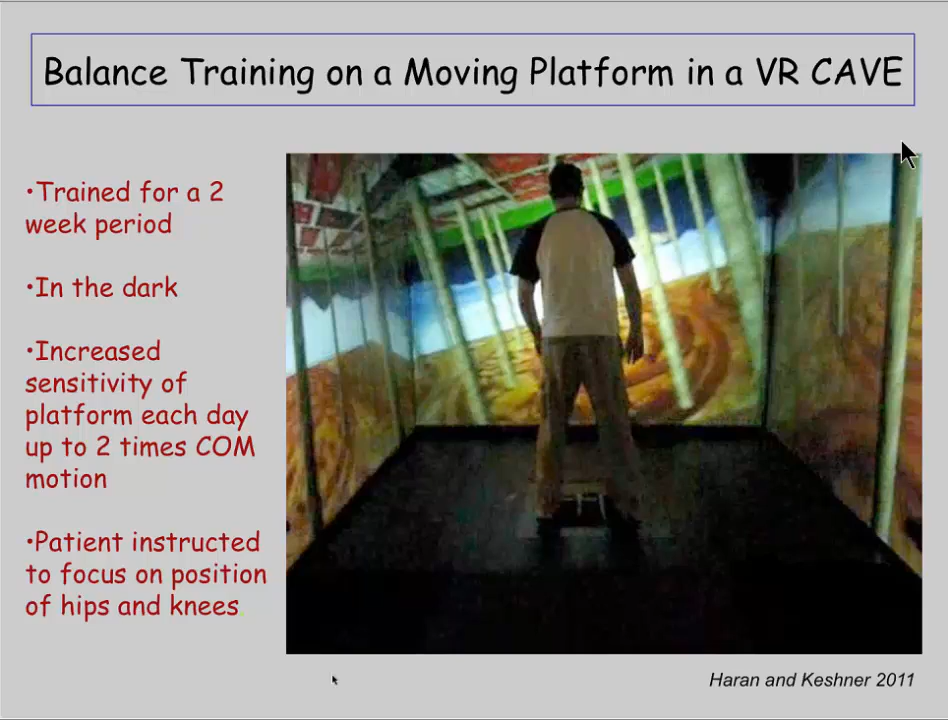 Balance Training on a Moving Platform in a VR CAVE
•Trained for a 2
week period
•In the dark
•Increased
sensitivity of
platform each day
up to 2 times COM
motion
•Patient instructed
to focus on position
of hips and knees
Haran and Keshner 2011